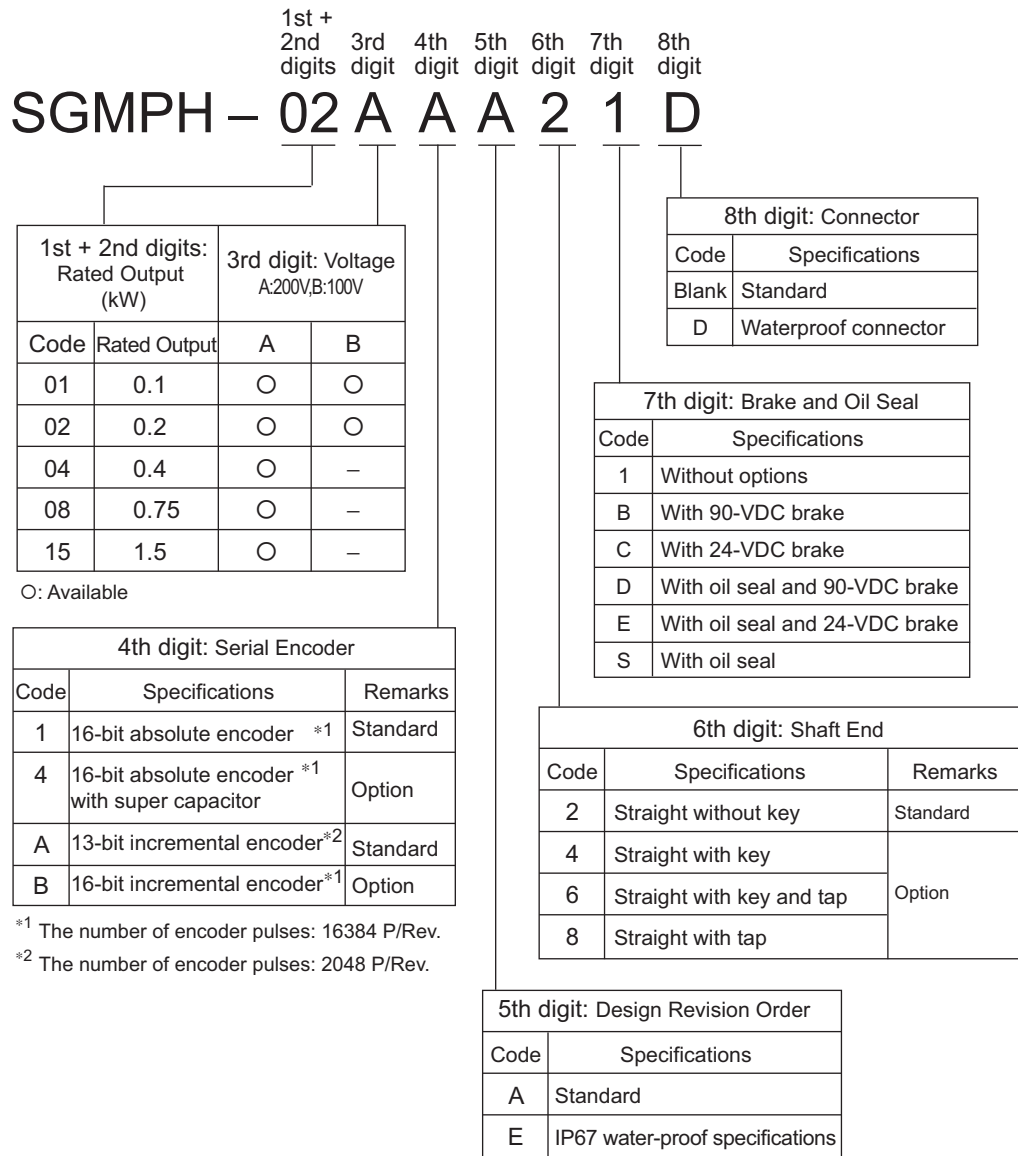 1st +
2nd digits
3rd digit
4th digit
5th digit
6th digit
7th digit
8th digit
SGMPH – 02 A A A 2 1 D
1st + 2nd digits:
Rated Output
(kW)
3rd digit: Voltage
A:200V,B:100V
Code Rated Output A B
01 0.1 ○ ○
02 0.2 ○ ○
04 0.4 ○ –
08 0.75 ○ –
15 1.5 ○ –
○: Available
8th digit: Connector
Code Specifications
Blank Standard
D Waterproof connector
7th digit: Brake and Oil Seal
Code Specifications
1 Without options
B With 90-VDC brake
C With 24-VDC brake
D With oil seal and 90-VDC brake
E With oil seal and 24-VDC brake
S With oil seal
4th digit: Serial Encoder
Code Specifications Remarks
1 16-bit absolute encoder *1 Standard
4 16-bit absolute encoder *1
with super capacitor Option
A 13-bit incremental encoder*2 Standard
B 16-bit incremental encoder*1 Option
*1 The number of encoder pulses: 16384 P/Rev.
*2 The number of encoder pulses: 2048 P/Rev.
6th digit: Shaft End
Code Specifications Remarks
2 Straight without key Standard
4 Straight with key
6 Straight with key and tap Option
8 Straight with tap
5th digit: Design Revision Order
Code Specifications
A Standard
E IP67 water-proof specifications